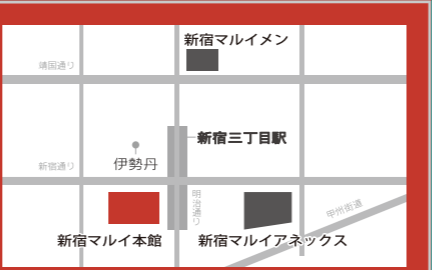 新宿マルイメン
靖国通り
新宿三丁目駅
伊勢丹
新宿通り
明治通り
甲州街道
新宿マルイ本館
新宿マルイアネックス